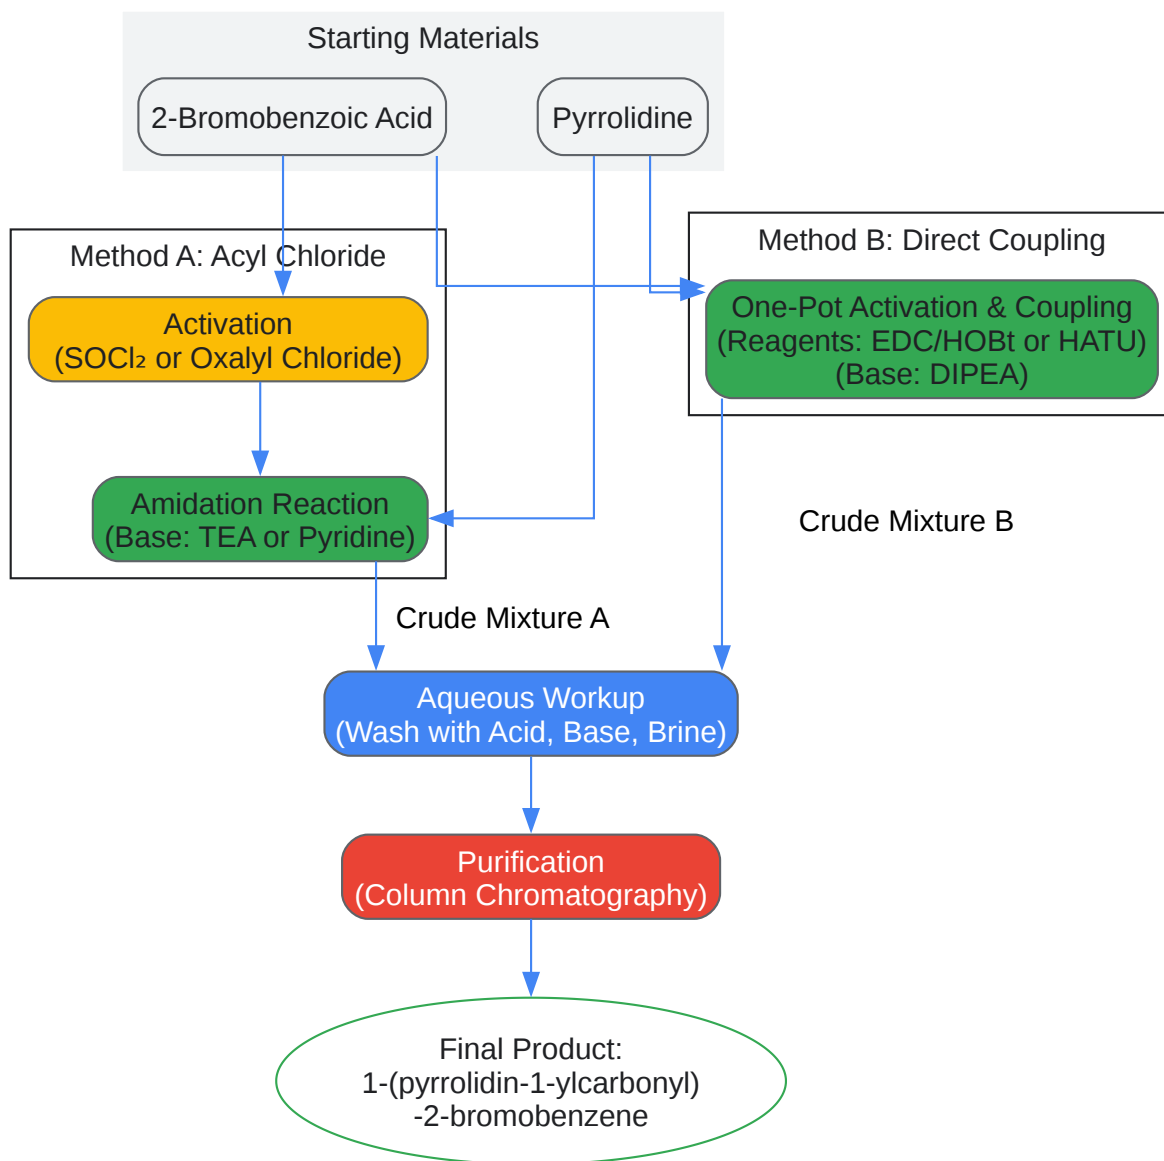 Starting Materials
2-Bromobenzoic Acid
Pyrrolidine
Method A: Acyl Chloride
Activation
(SOCl₂ or Oxalyl Chloride)
Amidation Reaction
(Base: TEA or Pyridine)
Method B: Direct Coupling
One-Pot Activation & Coupling
(Reagents: EDC/HOBt or HATU)
(Base: DIPEA)
Crude Mixture B
Crude Mixture A
Aqueous Workup
(Wash with Acid, Base, Brine)
Purification
(Column Chromatography)
Final Product:
1-(pyrrolidin-1-ylcarbonyl)
-2-bromobenzene